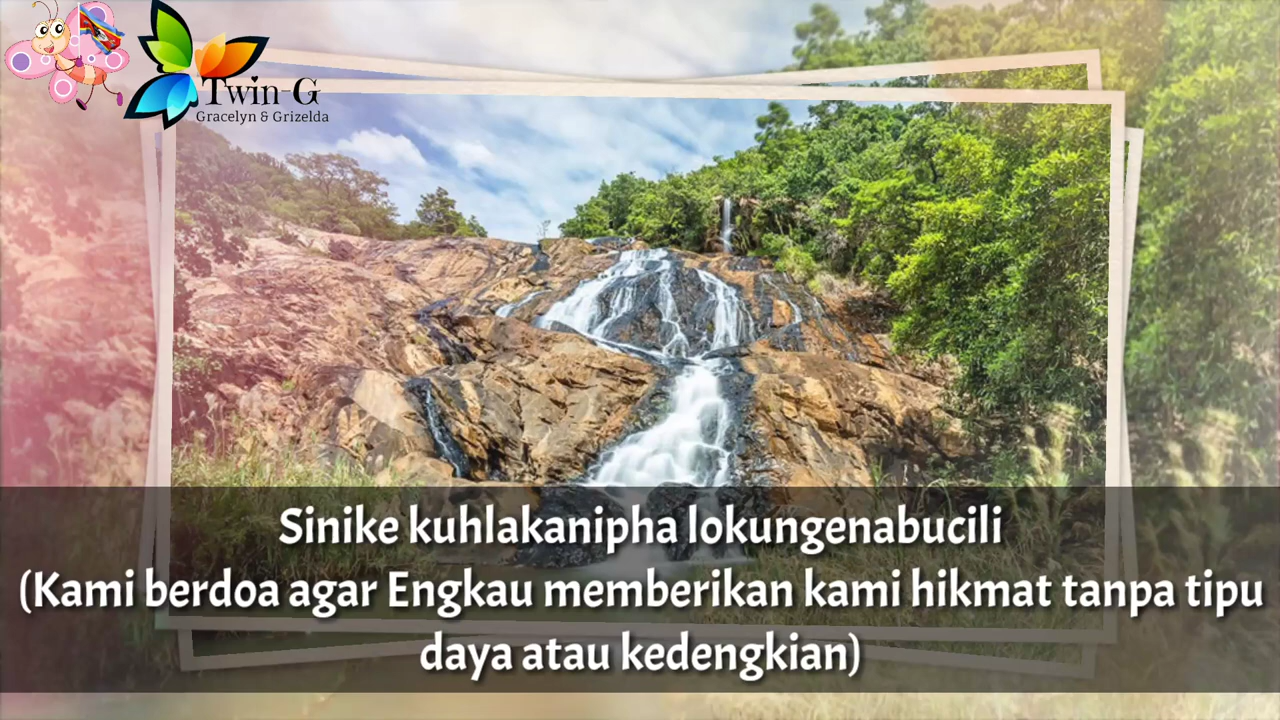 Twin-G
Gracelyn & Grizelda
Sinike kuhlakanipha lokungenabucili
(Kami berdoa agar Engkau memberikan kami hikmat tanpa tipu
daya atau kedengkian)